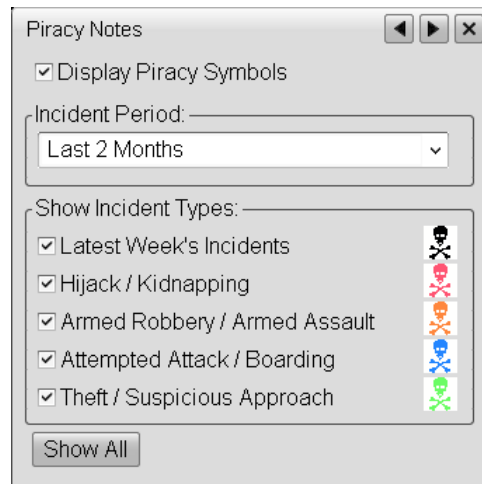 Piracy Notes
Display Piracy Symbols
Incident Period:
Last 2 Months
Show Incident Types:
Latest Week's Incidents
Hijack / Kidnapping
Armed Robbery / Armed Assault
Attempted Attack / Boarding
Theft / Suspicious Approach
Show All